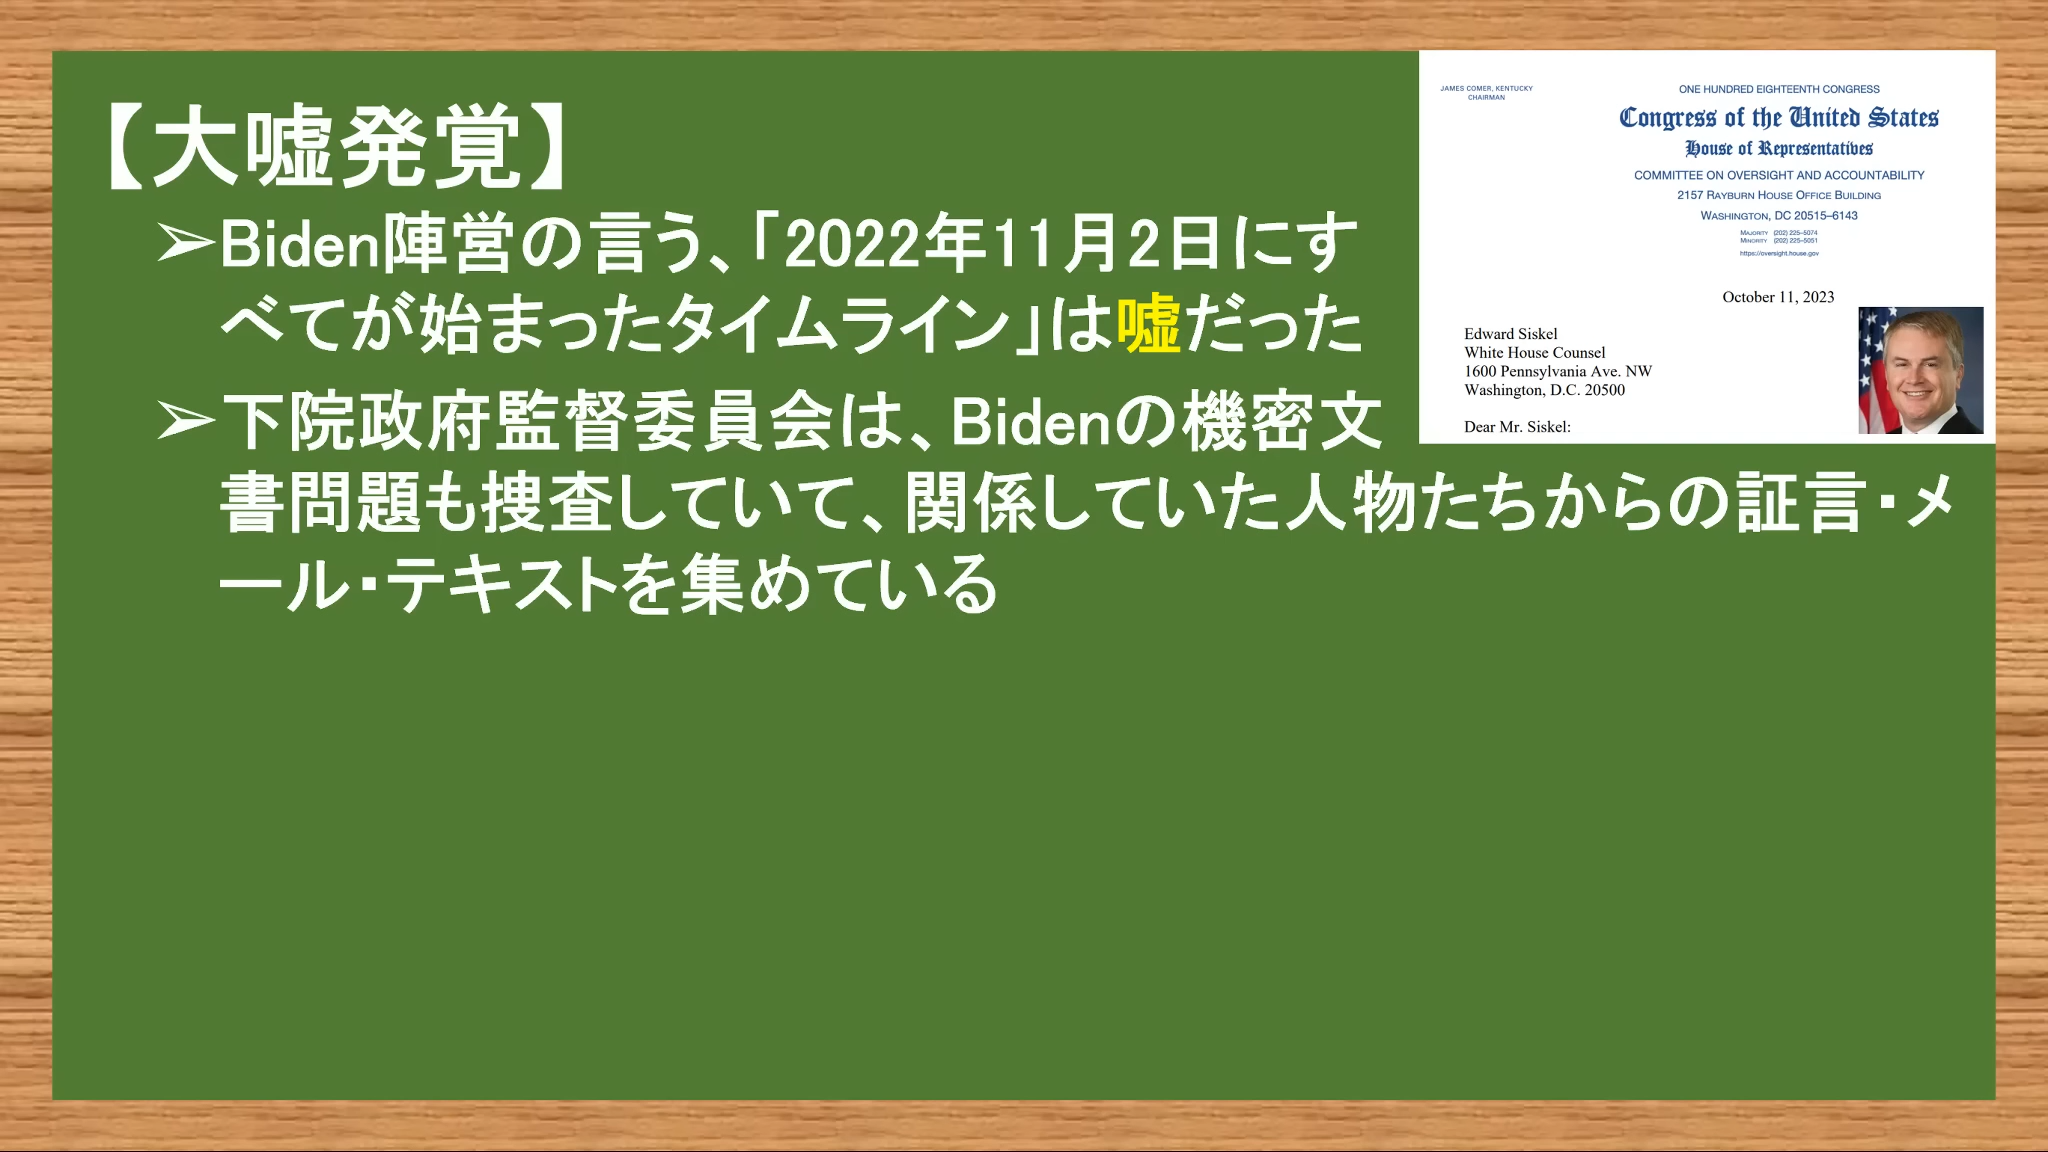 【大嘘発覚】
➢Biden陣営の言う、「2022年11月2日にす
べてが始まったタイムライン」は嘘だった
➢下院政府監督委員会は、Bidenの機密文
書問題も捜査していて、関係していた人物たちからの証言・メ
ール・テキストを集めている
JAMES COMER, KENTUCKY
CHAIRMAN
ONE HUNDRED EIGHTEENTH CONGRESS
Congress of the United States
House of Representatives
COMMITTEE ON OVERSIGHT AND ACCOUNTABILITY
2157 RAYBURN HOUSE OFFICE BUILDING
WASHINGTON, DC 20515–6143
MAJORITY (202) 225–5074
MINORITY (202) 225–5051
https://oversight.house.gov
October 11, 2023
Edward Siskel
White House Counsel
1600 Pennsylvania Ave. NW
Washington, D.C. 20500
Dear Mr. Siskel: